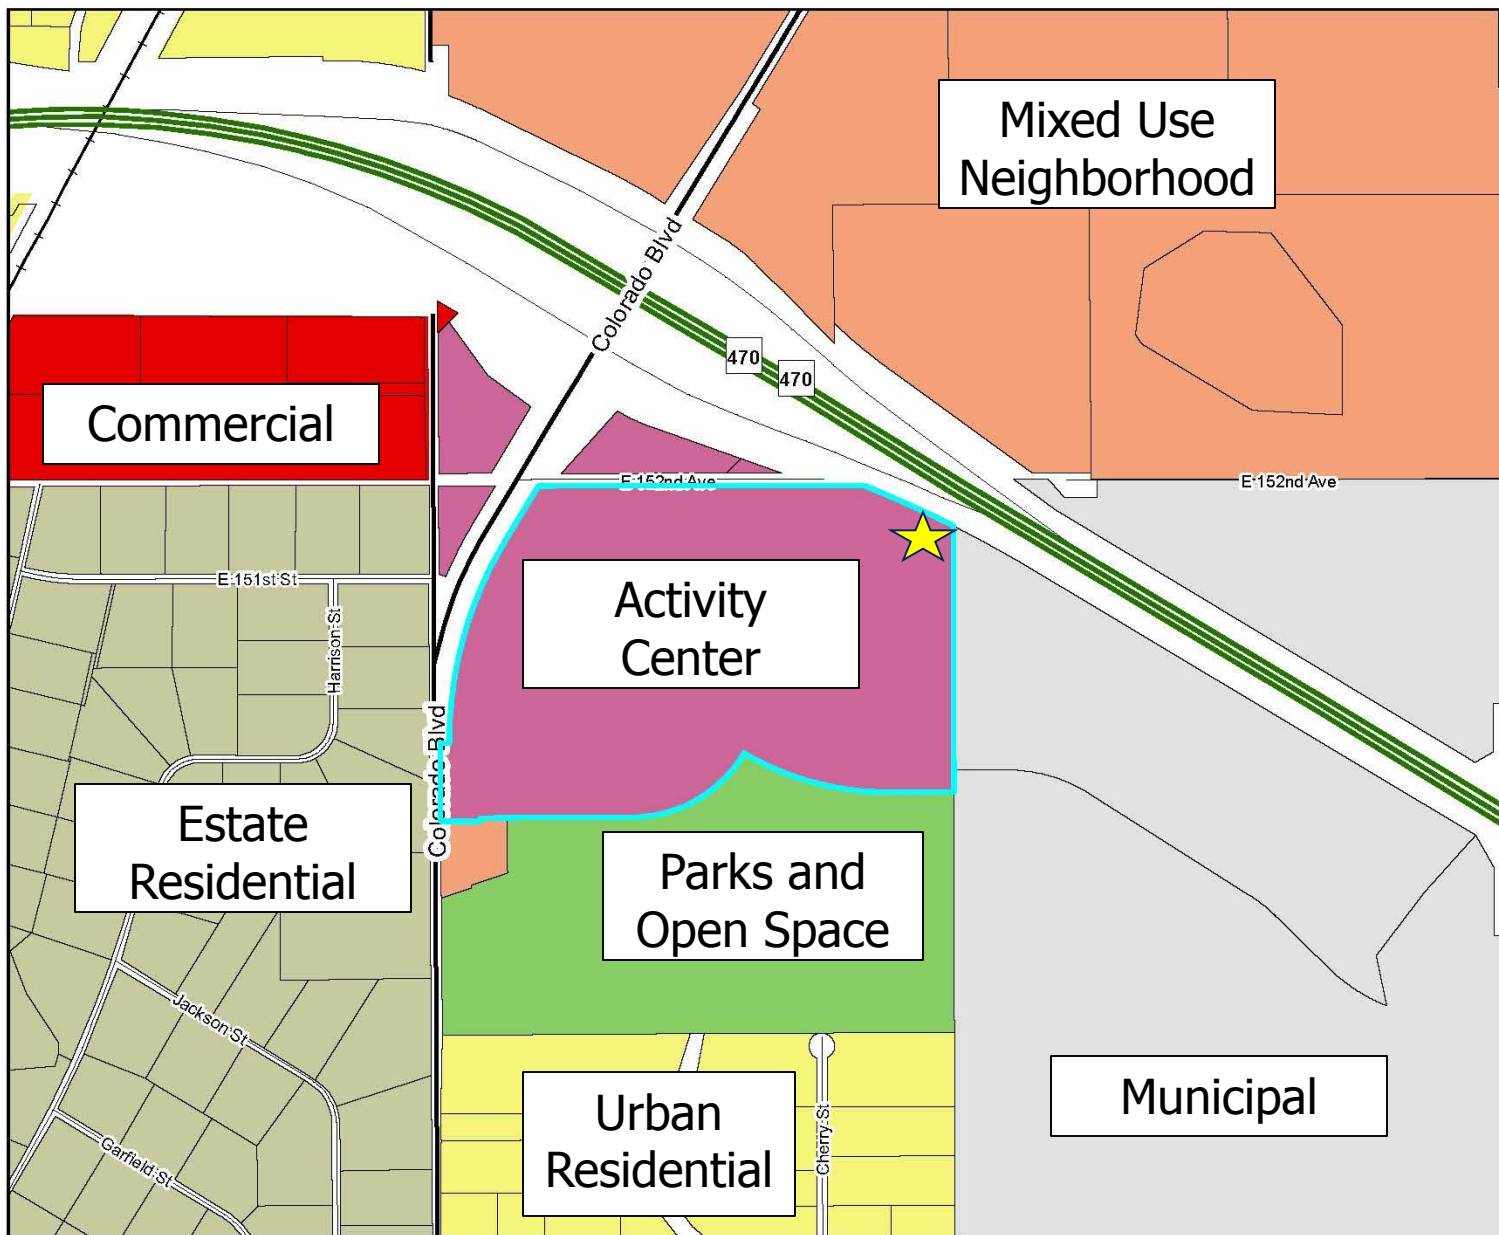 Mixed Use
Neighborhood
Colorado Blvd
470
470
Commercial
E 152nd Ave
E 152nd Ave
E 151st St
Activity
Center
Harrison St
Colorado Blvd
Estate
Residential
Parks and
Open Space
Jackson St
Garfield St
Urban
Residential
Cherry St
Municipal